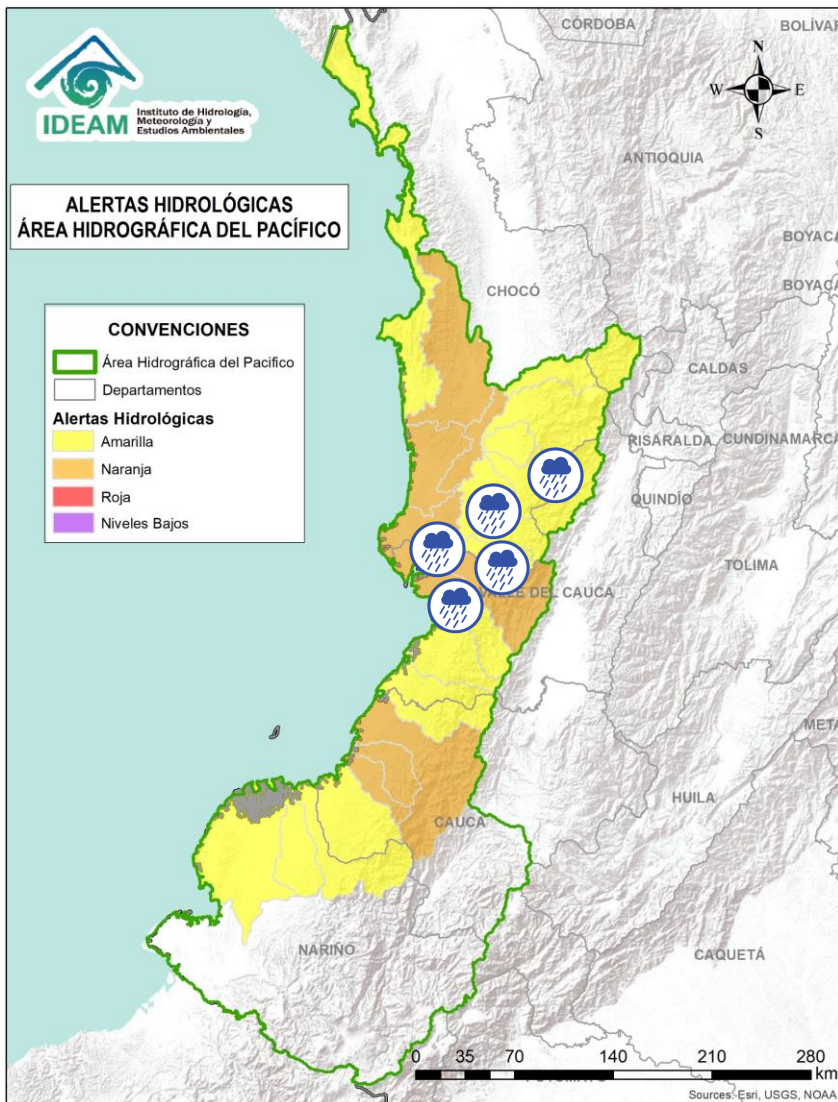 CÓRDOBA
BOLÍVAR
IDEAM
Instituto de Hidrología,
Meteorología y
Estudios Ambientales
N
W
E
S
ANTIOQUIA
ALERTAS HIDROLÓGICAS
ÁREA HIDROGRÁFICA DEL PACÍFICO
BOYACÁ
BOYACÁ
CHOCÓ
CONVENCIONES
Área Hidrográfica del Pacifico
Departamentos
Alertas Hidrológicas
Amarilla
Naranja
Roja
Niveles Bajos
CALDAS
RISARALDA
CUNDINAMARCA
QUINDÍO
TOLIMA
VALLE DEL CAUCA
META
HUILA
CAUCA
NARIÑO
CAQUETÁ
0 35 70 140 210 280
km
Sources: Esri, USGS, NOAA